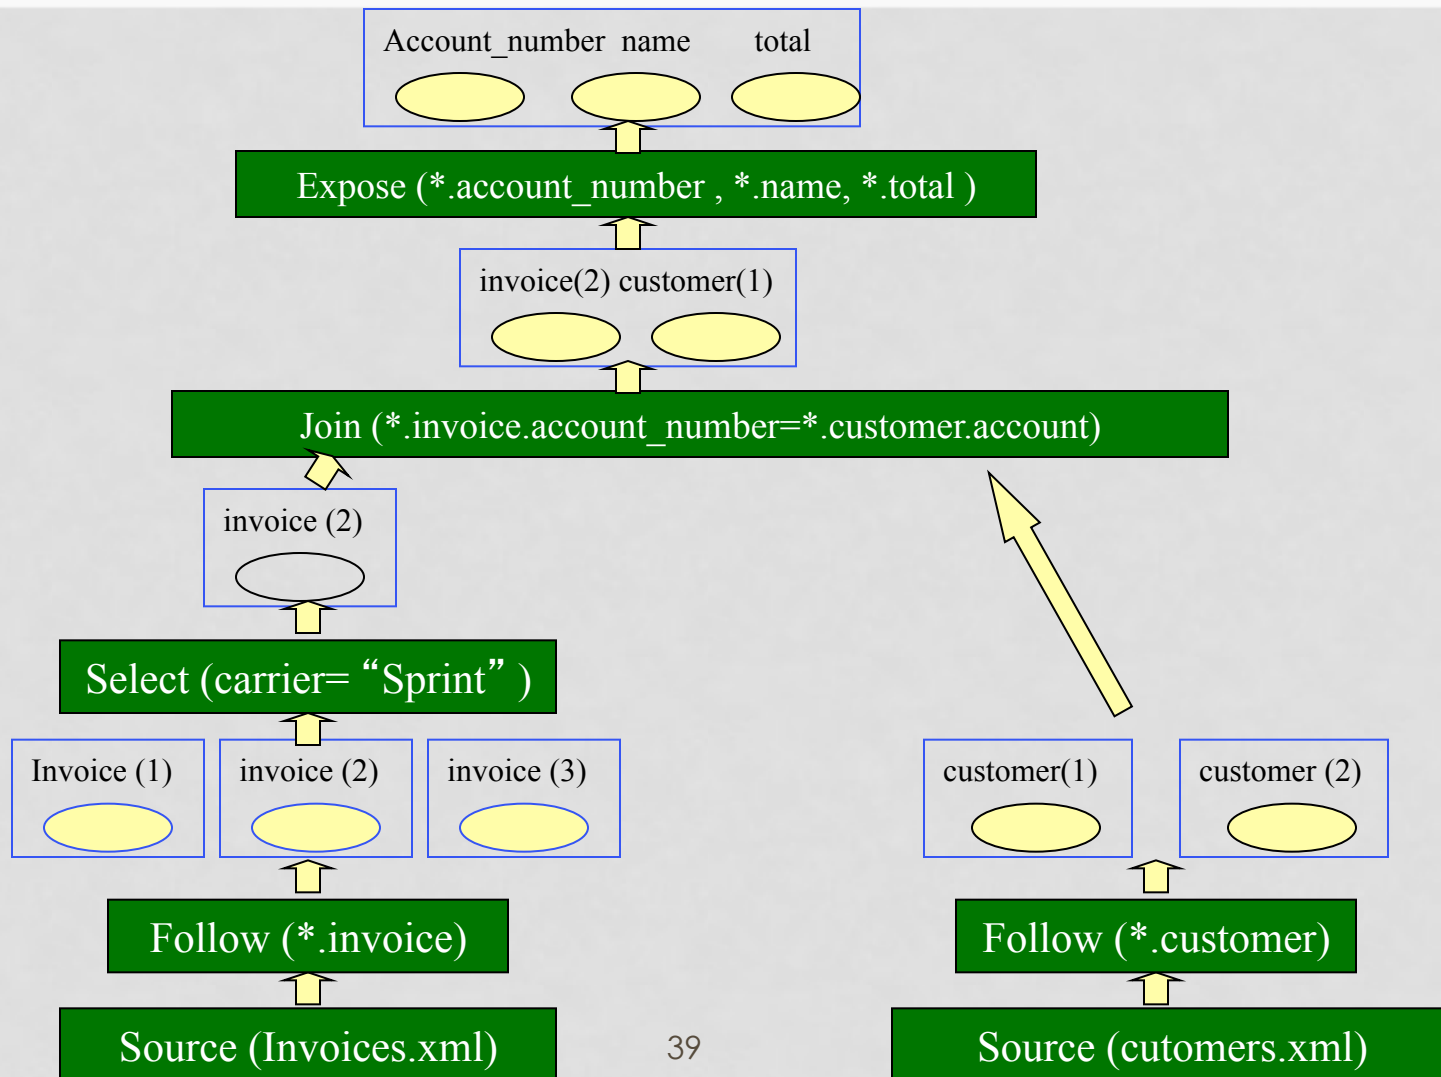 Account_number name total
Expose (*.account_number , *.name, *.total )
invoice(2) customer(1)
Join (*.invoice.account_number=*.customer.account)
invoice (2)
Select (carrier= “Sprint” )
Invoice (1) invoice (2) invoice (3) customer(1) customer (2)
Follow (*.invoice) Follow (*.customer)
Source (Invoices.xml) 39 Source (cutomers.xml)